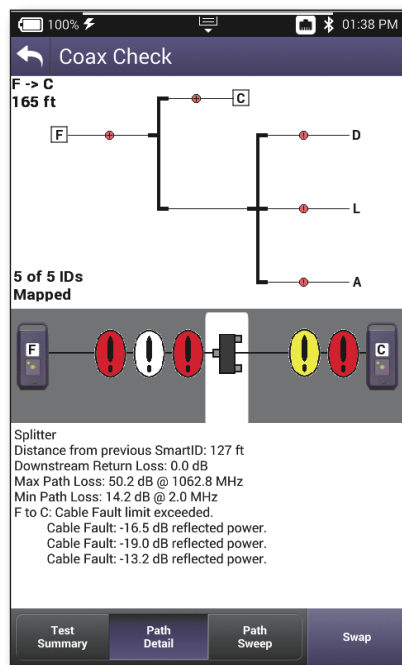 100% 01:38 PM
Coax Check
F -> C
165 ft
C
F
D
L
A
5 of 5 IDs
Mapped
F C
Splitter
Distance from previous SmartID: 127 ft
Downstream Return Loss: 0.0 dB
Max Path Loss: 50.2 dB @ 1062.8 MHz
Min Path Loss: 14.2 dB @ 2.0 MHz
F to C: Cable Fault limit exceeded.
Cable Fault: -16.5 dB reflected power.
Cable Fault: -19.0 dB reflected power.
Cable Fault: -13.2 dB reflected power.
Test
Summary
Path
Detail
Path
Sweep
Swap